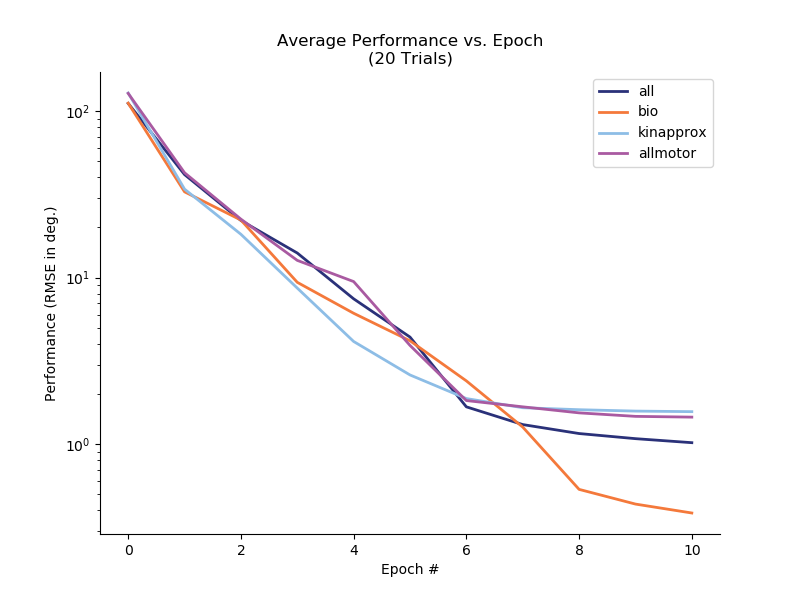 Average Performance vs. Epoch
(20 Trials)
all
bio
kinapprox
allmotor
Performance (RMSE in deg.)
10²
10¹
10⁰
0 2 4 6 8 10
Epoch #